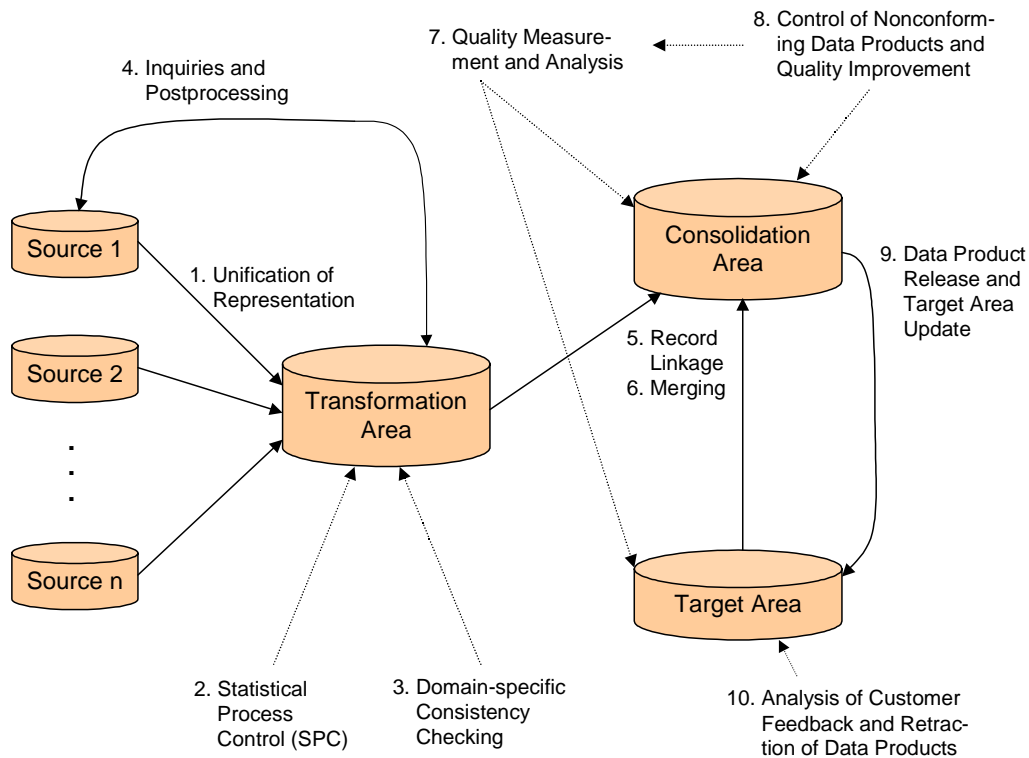 7. Quality Measure-
ment and Analysis
8. Control of Nonconform-
ing Data Products and
Quality Improvement
4. Inquiries and
Postprocessing
Source 1
1. Unification of
Representation
Consolidation
Area
9. Data Product
Release and
Target Area
Update
Source 2
Transformation
Area
5. Record
Linkage
6. Merging
Source n
Target Area
2. Statistical
Process
Control (SPC)
3. Domain-specific
Consistency
Checking
10. Analysis of Customer
Feedback and Retrac-
tion of Data Products